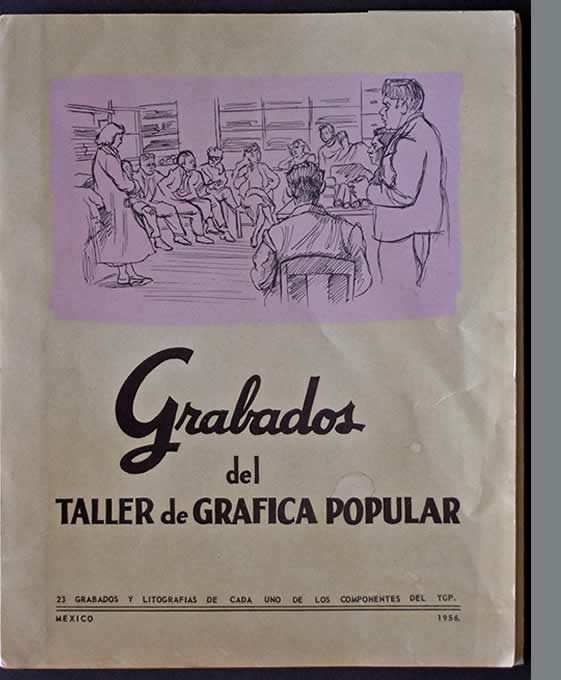 Grabados
del
TALLER de GRAFICA POPULAR
23 GRABADOS Y LITOGRAFIAS DE CADA UNO DE LOS COMPONENTES DEL TGP.
MEXICO 1956.